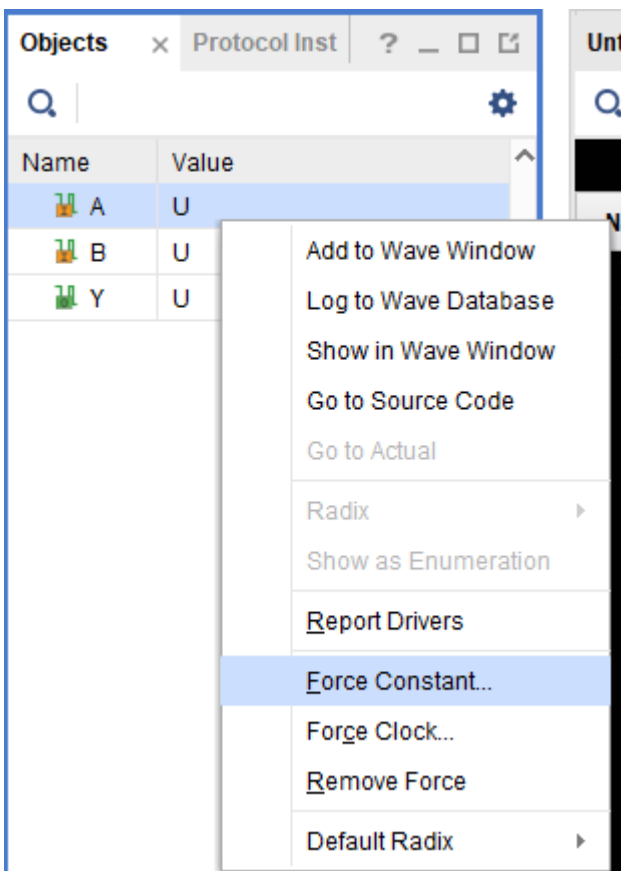 Objects × Protocol Inst ? Unt
Name Value
A U
B U
Y U
N
Add to Wave Window
Log to Wave Database
Show in Wave Window
Go to Source Code
Go to Actual
Radix
Show as Enumeration
Report Drivers
Force Constant...
Force Clock...
Remove Force
Default Radix